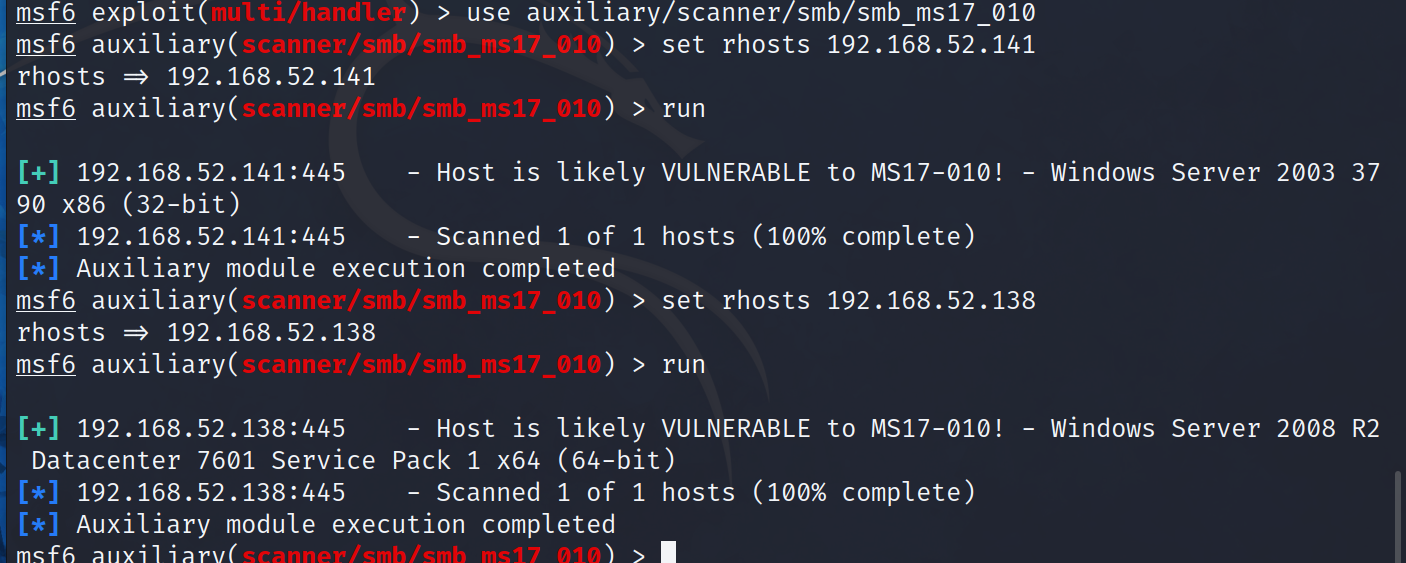 msf6 exploit(multi/handler) > use auxiliary/scanner/smb/smb_ms17_010
msf6 auxiliary(scanner/smb/smb_ms17_010) > set rhosts 192.168.52.141
rhosts => 192.168.52.141
msf6 auxiliary(scanner/smb/smb_ms17_010) > run
[+] 192.168.52.141:445    - Host is likely VULNERABLE to MS17-010! - Windows Server 2003 37
90 x86 (32-bit)
[*] 192.168.52.141:445    - Scanned 1 of 1 hosts (100% complete)
[*] Auxiliary module execution completed
msf6 auxiliary(scanner/smb/smb_ms17_010) > set rhosts 192.168.52.138
rhosts => 192.168.52.138
msf6 auxiliary(scanner/smb/smb_ms17_010) > run
[+] 192.168.52.138:445    - Host is likely VULNERABLE to MS17-010! - Windows Server 2008 R2
 Datacenter 7601 Service Pack 1 x64 (64-bit)
[*] 192.168.52.138:445    - Scanned 1 of 1 hosts (100% complete)
[*] Auxiliary module execution completed
msf6 auxiliary(scanner/smb/smb_ms17_010) >